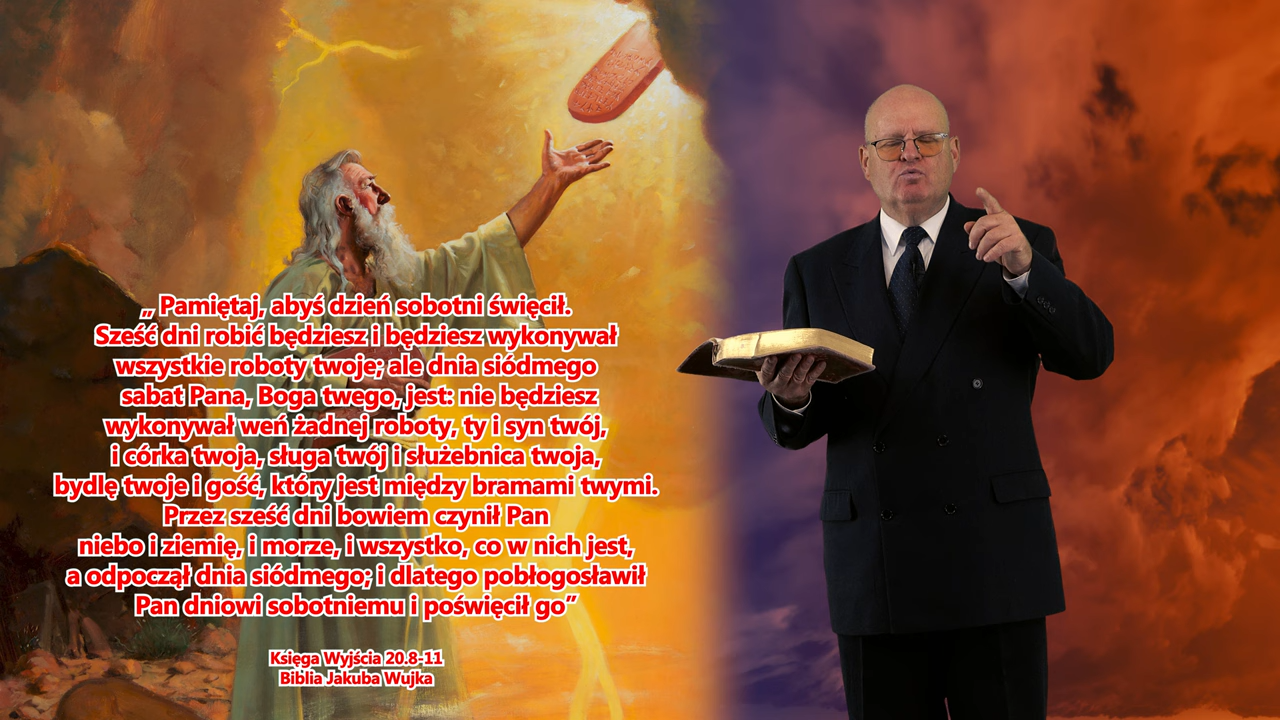 „ Pamiętaj, abyś dzień sobotni święcił.
Sześć dni robić będziesz i będziesz wykonywał
wszystkie roboty twoje; ale dnia siódmego
sabat Pana, Boga twego, jest: nie będziesz
wykonywał weń żadnej roboty, ty i syn twój,
i córka twoja, sługa twój i służebnica twoja,
bydlę twoje i gość, który jest między bramami twymi.
Przez sześć dni bowiem czynił Pan
niebo i ziemię, i morze, i wszystko, co w nich jest,
a odpoczął dnia siódmego; i dlatego pobłogosławił
Pan dniowi sobotniemu i poświęcił go”
Księga Wyjścia 20.8-11
Biblia Jakuba Wujka